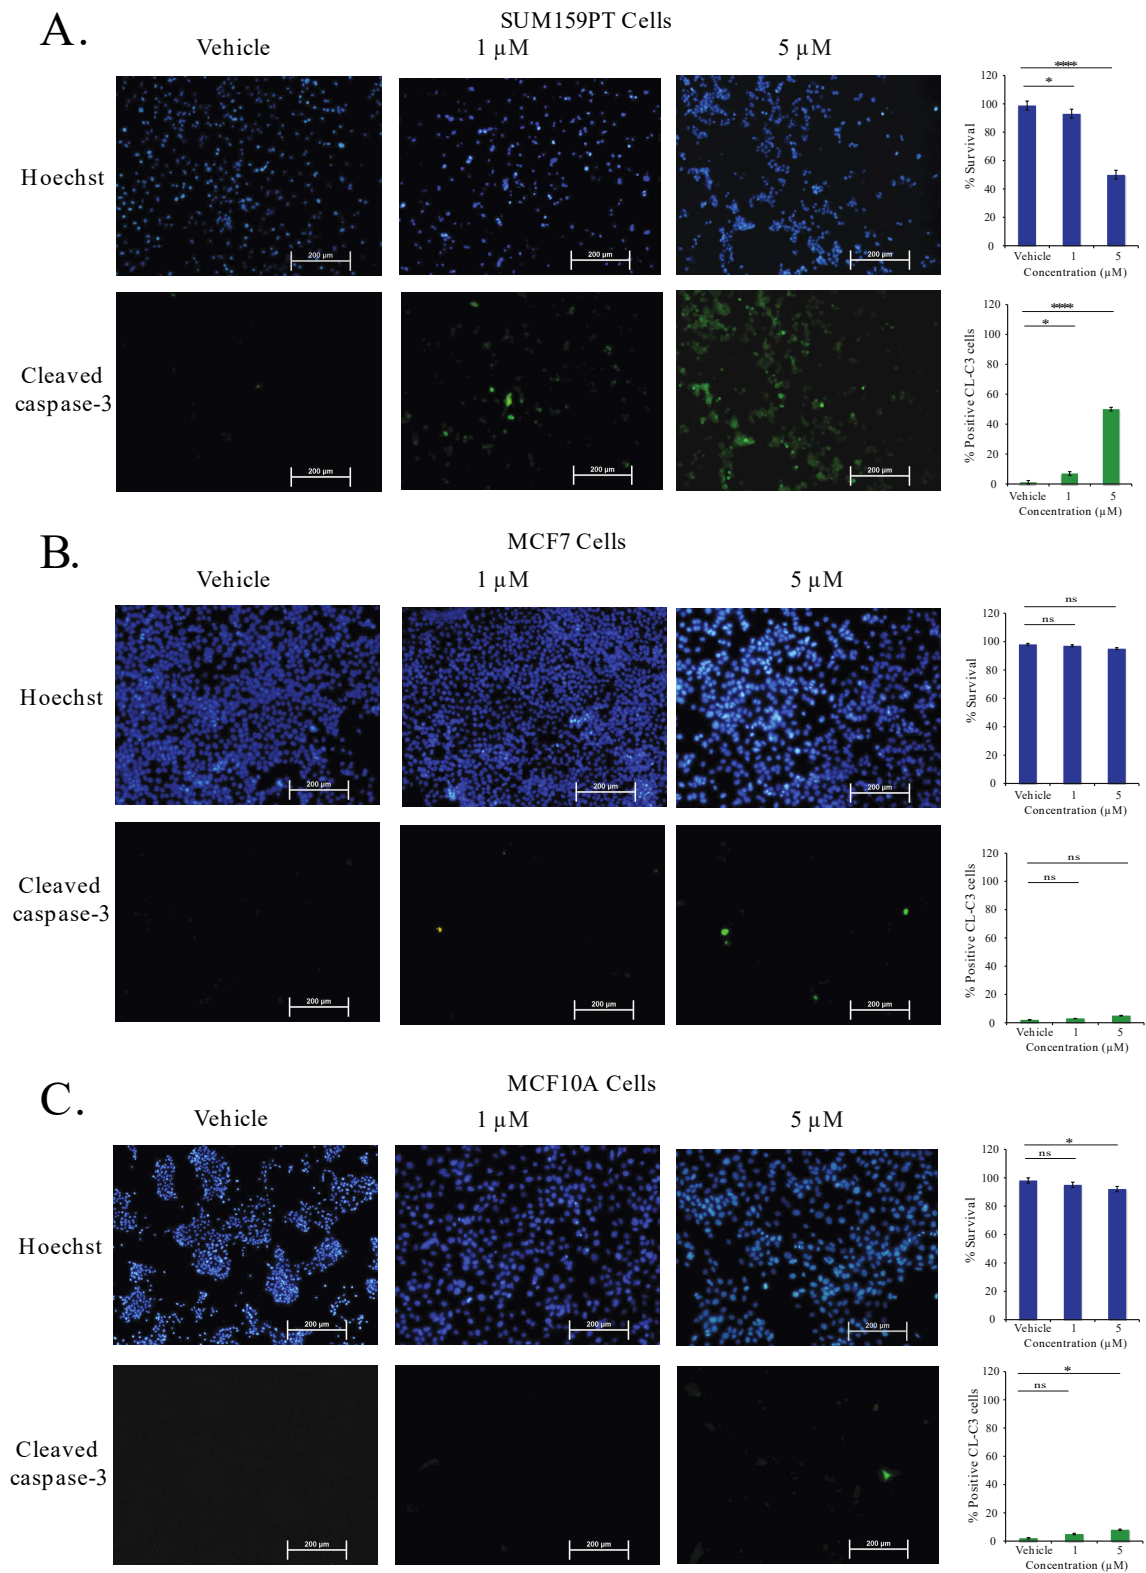 A.
SUM159PT Cells
Vehicle
1 µM
5 µM
Hoechst
200 µm
200 µm
200 µm
% Survival
120
100
80
60
40
20
0
****
*
Vehicle
1
5
Concentration (µM)
Cleaved
caspase-3
200 µm
200 µm
200 µm
% Positive CL-C3 cells
120
100
80
60
40
20
0
****
*
Vehicle
1
5
Concentration (µM)
B.
MCF7 Cells
Vehicle
1 µM
5 µM
Hoechst
200 µm
200 µm
200 µm
% Survival
120
100
80
60
40
20
0
ns
ns
Vehicle
1
5
Concentration (µM)
Cleaved
caspase-3
200 µm
200 µm
200 µm
% Positive CL-C3 cells
120
100
80
60
40
20
0
ns
ns
Vehicle
1
5
Concentration (µM)
C.
MCF10A Cells
Vehicle
1 µM
5 µM
Hoechst
200 µm
200 µm
200 µm
% Survival
120
100
80
60
40
20
0
*
ns
Vehicle
1
5
Concentration (µM)
Cleaved
caspase-3
200 µm
200 µm
200 µm
% Positive CL-C3 cells
120
100
80
60
40
20
0
*
ns
Vehicle
1
5
Concentration (µM)